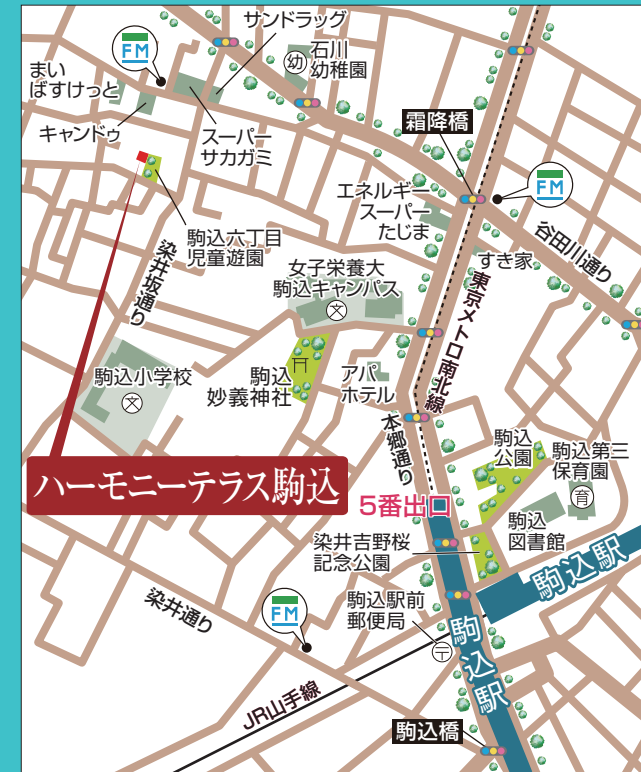 サンドラッグ
FM
幼
石川
幼稚園
まい
ばすけっと
キャンドゥ
スーパー
サカガミ
霜降橋
FM
エネルギー
スーパー
たじま
谷田川通り
すき家
駒込六丁目
児童遊園
染井坂通り
女子栄養大
駒込キャンパス
文
東京メトロ南北線
駒込小学校
文
駒込
妙義神社
アパ
ホテル
本郷通り
ハーモニーテラス駒込
5番出口
駒込
公園
駒込第三
保育園
育
駒込
図書館
染井吉野桜
記念公園
駒込駅
染井通り
FM
駒込駅前
郵便局
〒
駒込駅
JR山手線
駒込橋